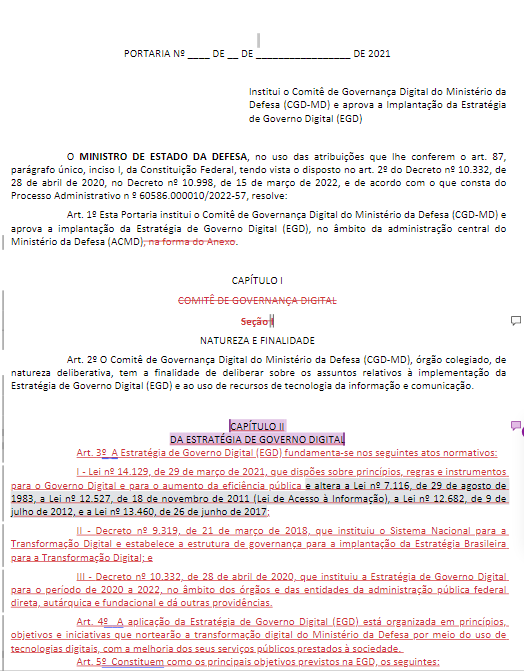 PORTARIA Nº ____ DE __ DE _________________ DE 2021
Institui o Comitê de Governança Digital do Ministério da
Defesa (CGD-MD) e aprova a Implantação da Estratégia
de Governo Digital (EGD)
O MINISTRO DE ESTADO DA DEFESA, no uso das atribuições que lhe conferem o art. 87,
parágrafo único, inciso I, da Constituição Federal, tendo vista o disposto no art. 2º do Decreto nº 10.332, de
28 de abril de 2020, no Decreto nº 10.998, de 15 de março de 2022, e de acordo com o que consta do
Processo Administrativo n º 60586.000010/2022-57, resolve:
Art. 1º Esta Portaria institui o Comitê de Governança Digital do Ministério da Defesa (CGD-MD) e
aprova a implantação da Estratégia de Governo Digital (EGD), no âmbito da administração central do
Ministério da Defesa (ACMD), na forma do Anexo.
CAPÍTULO I
COMITÊ DE GOVERNANÇA DIGITAL
Seção I
NATUREZA E FINALIDADE
Art. 2º O Comitê de Governança Digital do Ministério da Defesa (CGD-MD), órgão colegiado, de
natureza deliberativa, tem a finalidade de deliberar sobre os assuntos relativos à implementação da
Estratégia de Governo Digital (EGD) e ao uso de recursos de tecnologia da informação e comunicação.
CAPÍTULO II
DA ESTRATÉGIA DE GOVERNO DIGITAL
Art. 3º A Estratégia de Governo Digital (EGD) fundamenta-se nos seguintes atos normativos:
I - Lei nº 14.129, de 29 de março de 2021, que dispões sobre princípios, regras e instrumentos
para o Governo Digital e para o aumento da eficiência pública e altera a Lei nº 7.116, de 29 de agosto de
1983, a Lei nº 12.527, de 18 de novembro de 2011 (Lei de Acesso à Informação), a Lei nº 12.682, de 9 de
julho de 2012, e a Lei nº 13.460, de 26 de junho de 2017;
II - Decreto nº 9.319, de 21 de março de 2018, que instituiu o Sistema Nacional para a
Transformação Digital e estabelece a estrutura de governança para a implantação da Estratégia Brasileira
para a Transformação Digital; e
III - Decreto nº 10.332, de 28 de abril de 2020, que instituiu a Estratégia de Governo Digital
para o período de 2020 a 2022, no âmbito dos órgãos e das entidades da administração pública federal
direta, autárquica e fundacional e dá outras providências.
Art. 4º A aplicação da Estratégia de Governo Digital (EGD) está organizada em princípios,
objetivos e iniciativas que nortearão a transformação digital do Ministério da Defesa por meio do uso de
tecnologias digitais, com a melhoria dos seus serviços públicos prestados à sociedade.
Art. 5º Constituem como os principais objetivos previstos na EGD, os seguintes: